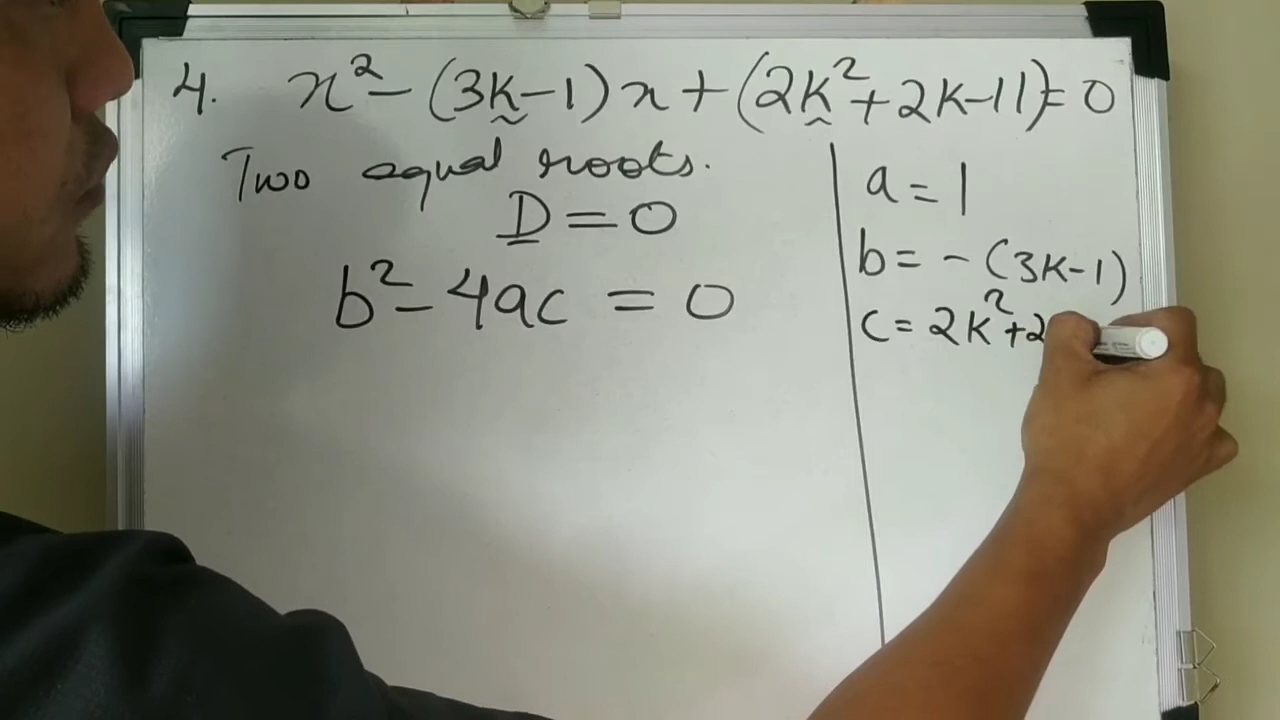 4. x² - (3k-1)x + (2k² + 2k - 11) = 0
Two equal roots.
D = 0
b² - 4ac = 0
a = 1
b = - (3k-1)
c = 2k² + 2